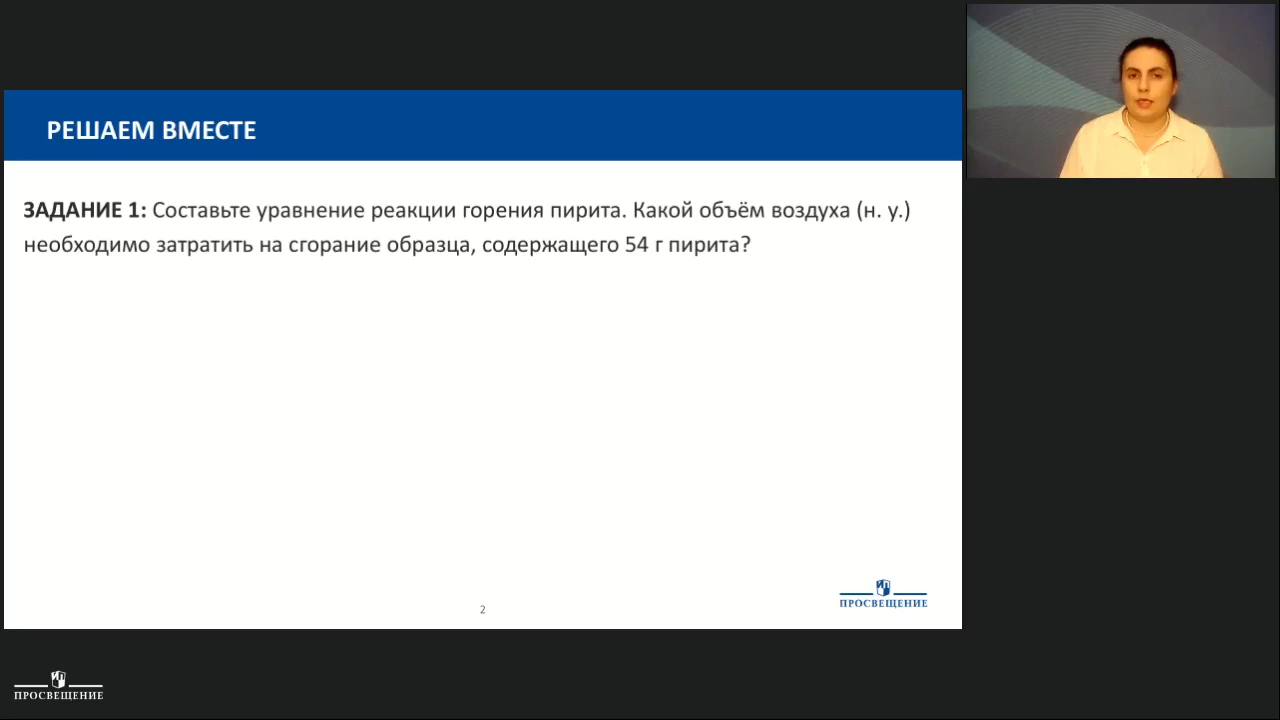 РЕШАЕМ ВМЕСТЕ
ЗАДАНИЕ 1: Составьте уравнение реакции горения пирита. Какой объём воздуха (н. у.)
необходимо затратить на сгорание образца, содержащего 54 г пирита?
ПРОСВЕЩЕНИЕ
2
ПРОСВЕЩЕНИЕ